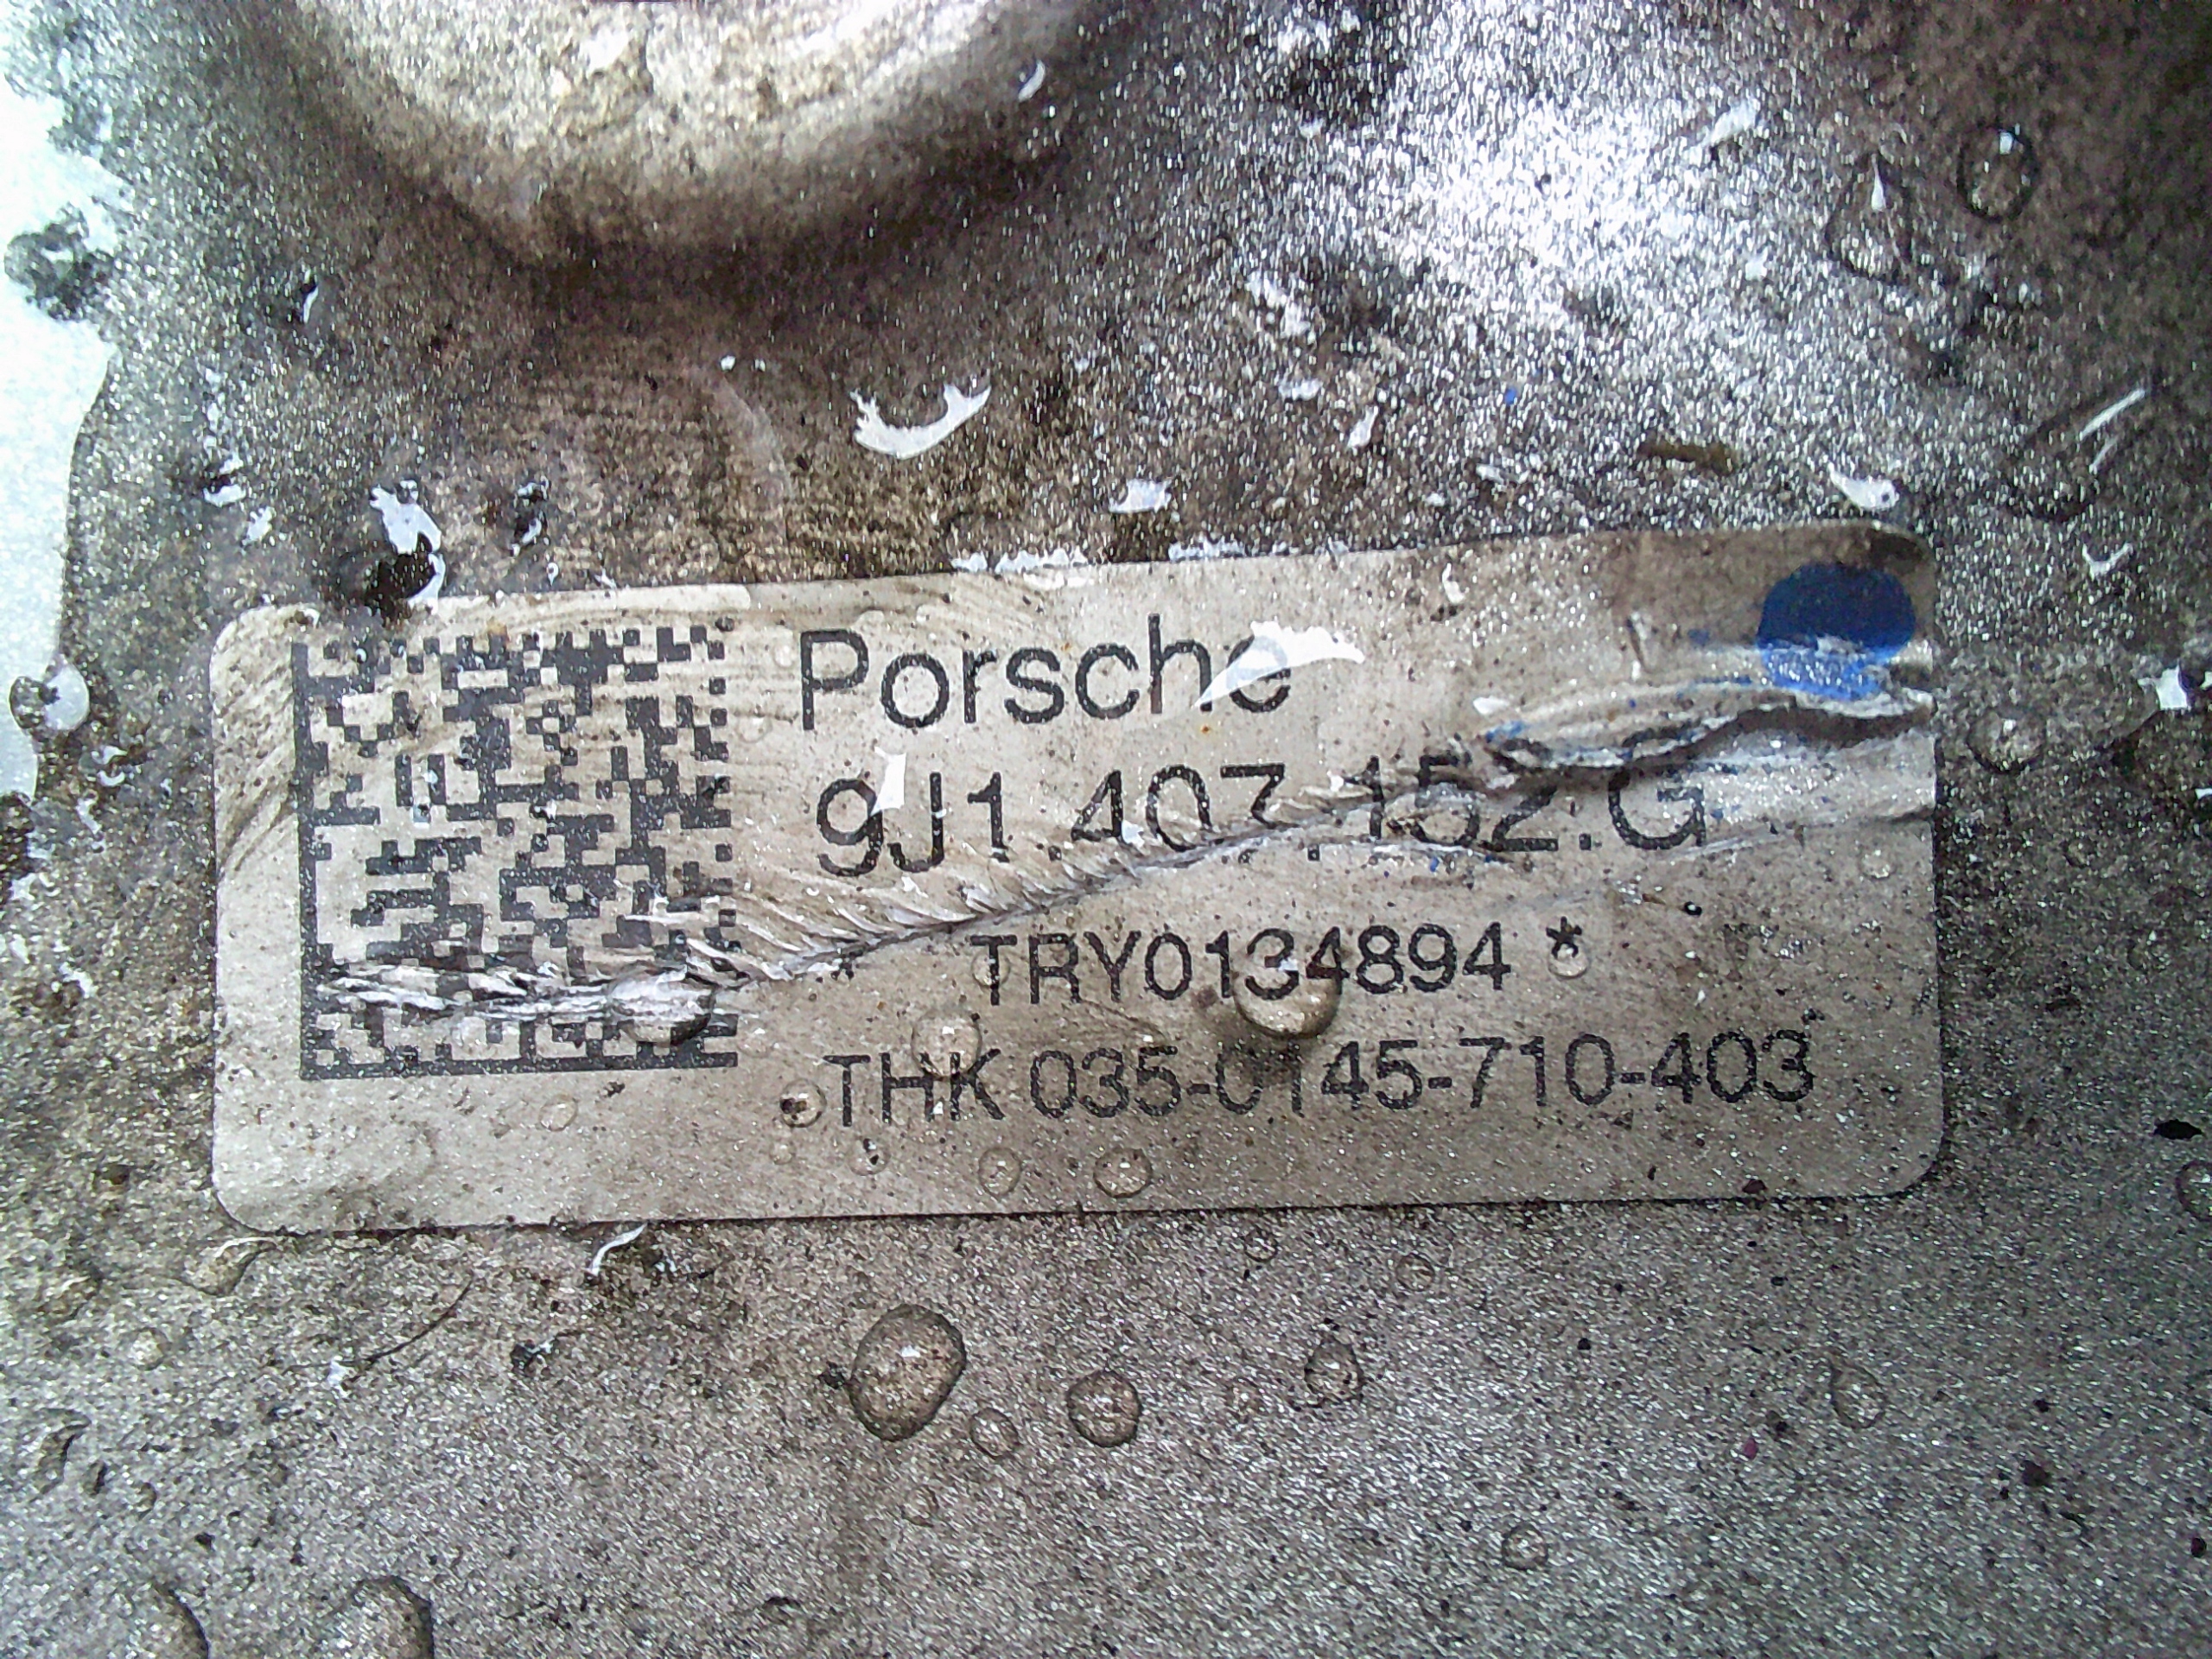 Porsche
9J1.407.152.G
* TRY0134894 *
THK 035-0145-710-403